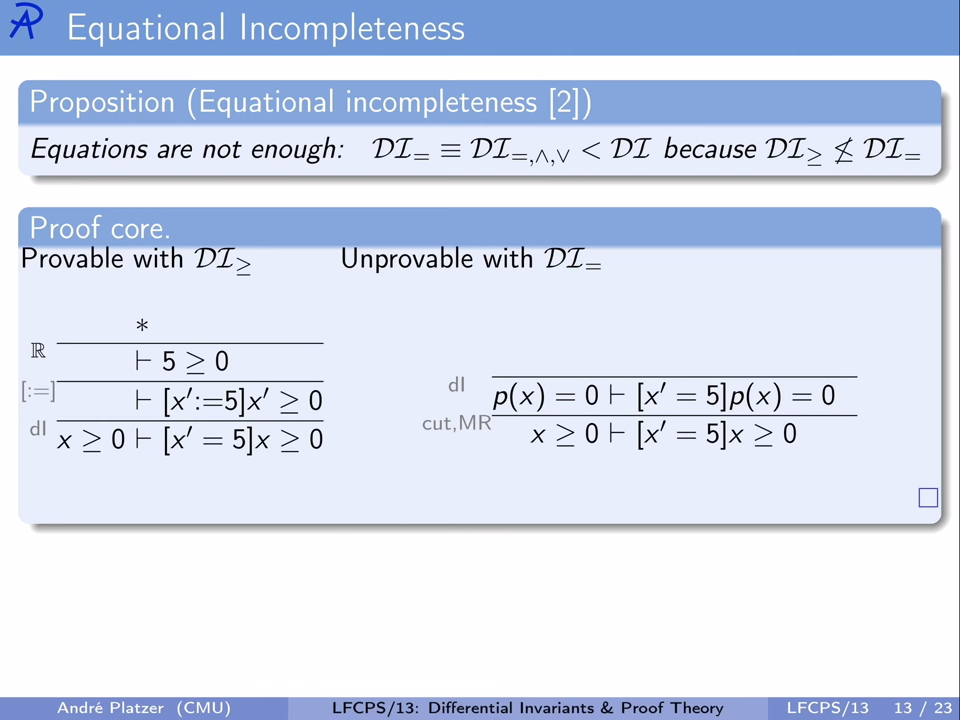 Equational Incompleteness
Proposition (Equational incompleteness [2])
Equations are not enough: 𝒟ℐ₌ ≡ 𝒟ℐ₌,∧,∨ < 𝒟ℐ because 𝒟ℐ≥ ≰ 𝒟ℐ₌
Proof core.
Provable with 𝒟ℐ≥ Unprovable with 𝒟ℐ₌
*
ℝ ⊢ 5 ≥ 0
[:=] ⊢ [x′:=5]x′ ≥ 0
dI x ≥ 0 ⊢ [x′ = 5]x ≥ 0
dI p(x) = 0 ⊢ [x′ = 5]p(x) = 0
cut,MR x ≥ 0 ⊢ [x′ = 5]x ≥ 0
□
André Platzer (CMU) LFCPS/13: Differential Invariants & Proof Theory LFCPS/13 13 / 23